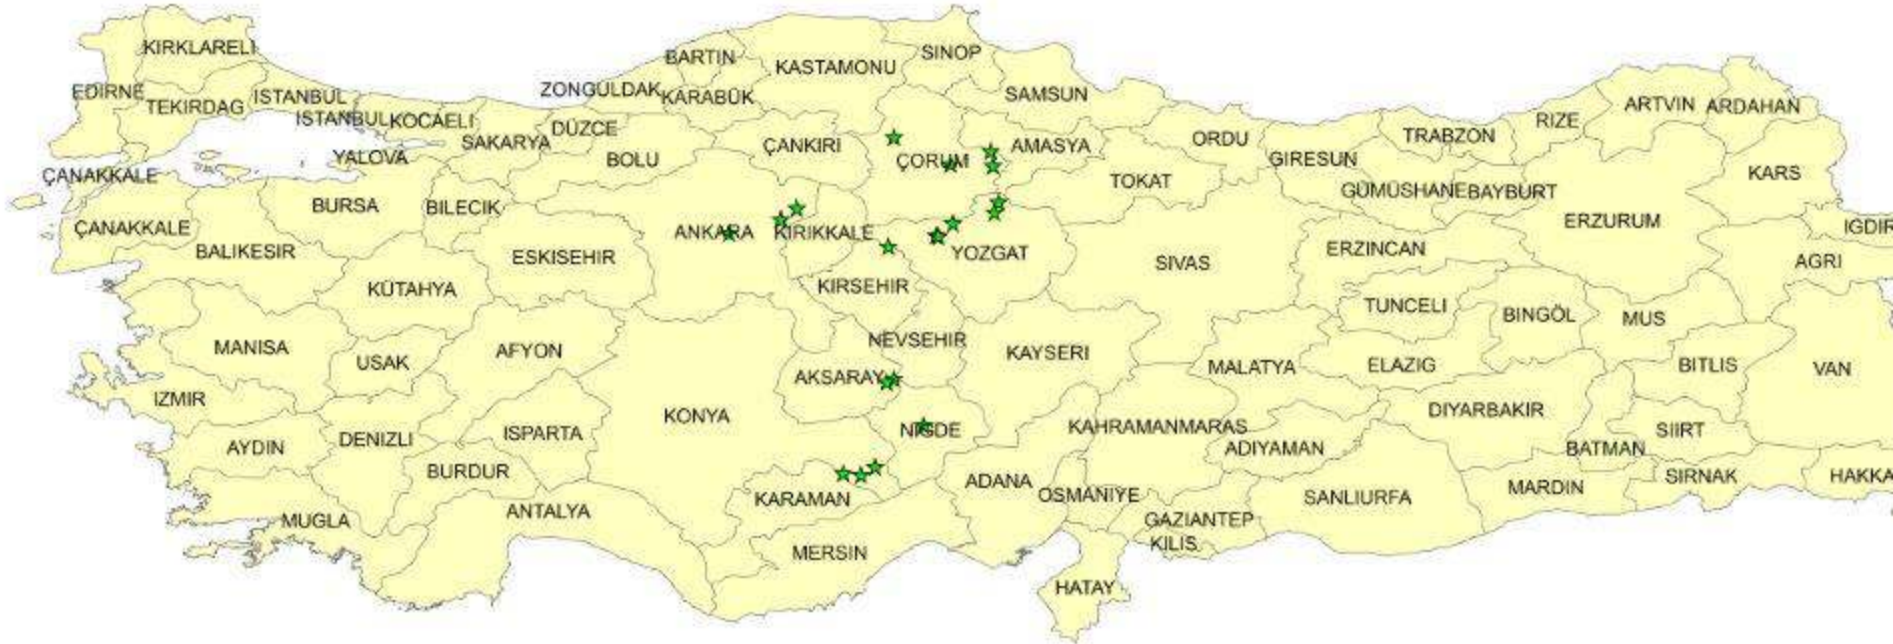 KIRKLARELI
EDIRNE
TEKIRDAG
ISTANBUL
ISTANBUL
KOCAELI
YALOVA
SAKARYA
DÜZCE
ZONGULDAK
BARTIN
KARABÜK
KASTAMONU
SINOP
SAMSUN
BOLU
ÇANKIRI
ÇORUM
AMASYA
TOKAT
ORDU
GIRESUN
TRABZON
RIZE
ARTVIN
ARDAHAN
KARS
GÜMÜSHANE
BAYBURT
ERZURUM
IGDIR
AGRI
ÇANAKKALE
ÇANAKKALE
BALIKESIR
BURSA
BILECIK
ESKISEHIR
KÜTAHYA
ANKARA
KIRIKKALE
KIRSEHIR
YOZGAT
SIVAS
ERZINCAN
TUNCELI
BINGÖL
MUS
BITLIS
VAN
MANISA
USAK
AFYON
IZMIR
AYDIN
DENIZLI
ISPARTA
BURDUR
MUGLA
ANTALYA
KONYA
AKSARAY
NEVSEHIR
KAYSERI
NIGDE
KARAMAN
MERSIN
ADANA
OSMANIYE
KAHRAMANMARAS
MALATYA
ELAZIG
ADIYAMAN
DIYARBAKIR
BATMAN
SIIRT
SIRNAK
HAKKA
MARDIN
SANLIURFA
GAZIANTEP
KILIS
HATAY